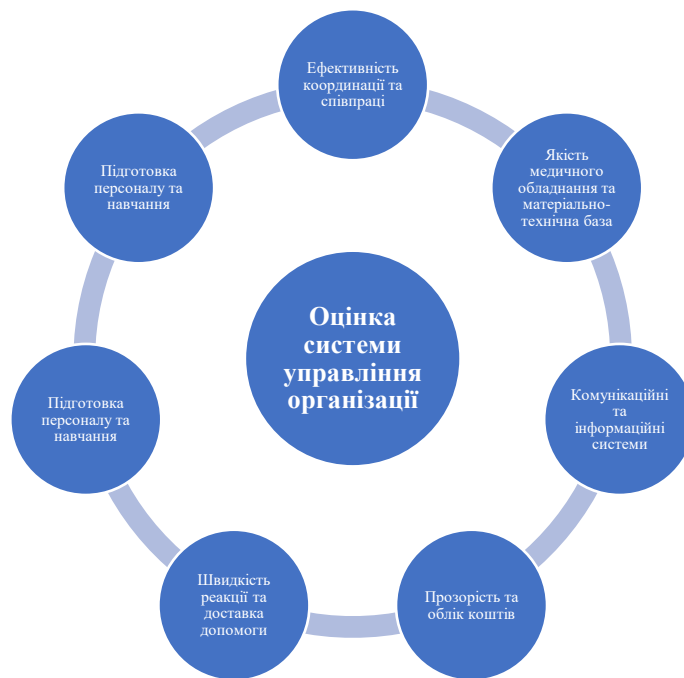 Ефективність
координації та
співпраці
Якість
медичного
обладнання та
матеріально-
технічна база
Комунікаційні
та
інформаційні
системи
Прозорість та
облік коштів
Швидкість
реакції та
доставка
допомоги
Підготовка
персоналу та
навчання
Підготовка
персоналу та
навчання
Оцінка
системи
управління
організації